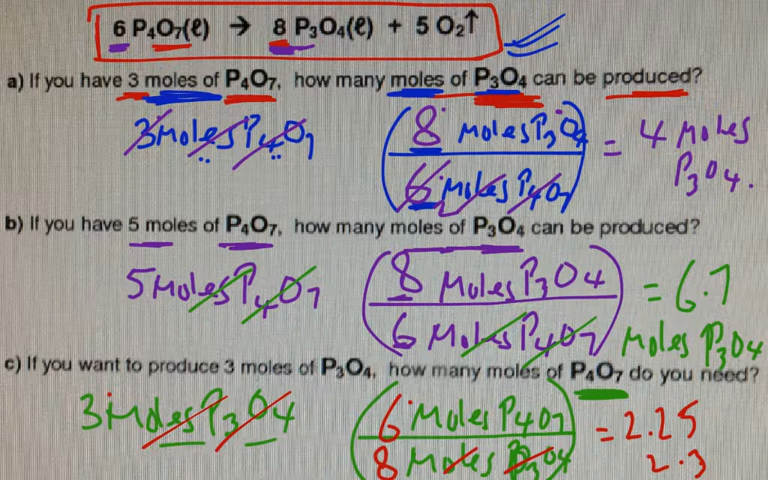 6 P₄O₇(ℓ) → 8 P₃O₄(ℓ) + 5 O₂↑
a) If you have 3 moles of P₄O₇, how many moles of P₃O₄ can be produced?
3 Moles P₄O₇ (8 Moles P₃O₄ / 6 Moles P₄O₇) = 4 Moles P₃O₄.
b) If you have 5 moles of P₄O₇, how many moles of P₃O₄ can be produced?
5 Moles P₄O₇ (8 Moles P₃O₄ / 6 Moles P₄O₇) = 6.7 Moles P₃O₄
c) If you want to produce 3 moles of P₃O₄, how many moles of P₄O₇ do you need?
3 Moles P₃O₄ (6 Moles P₄O₇ / 8 Moles P₃O₄) = 2.25
2.3